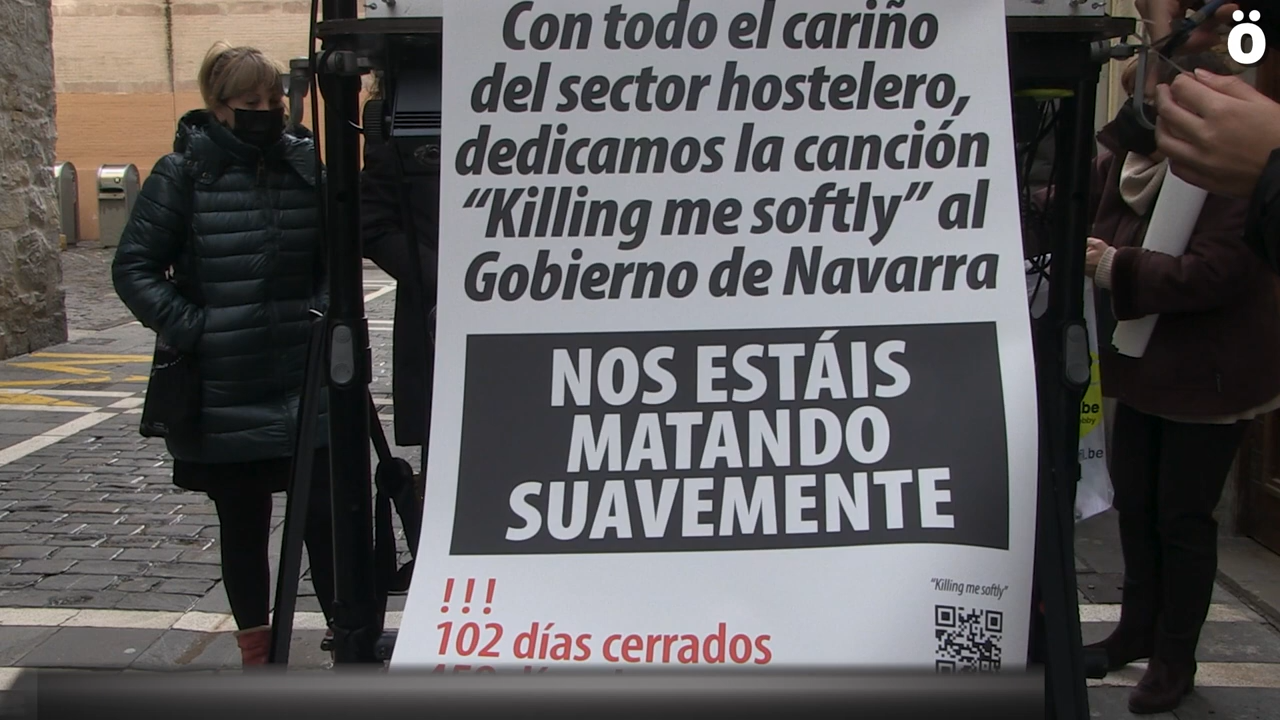 Ö
Con todo el cariño
del sector hostelero,
dedicamos la canción
“Killing me softly” al
Gobierno de Navarra
NOS ESTÁIS
MATANDO
SUAVEMENTE
!!!
102 días cerrados
“Killing me softly”